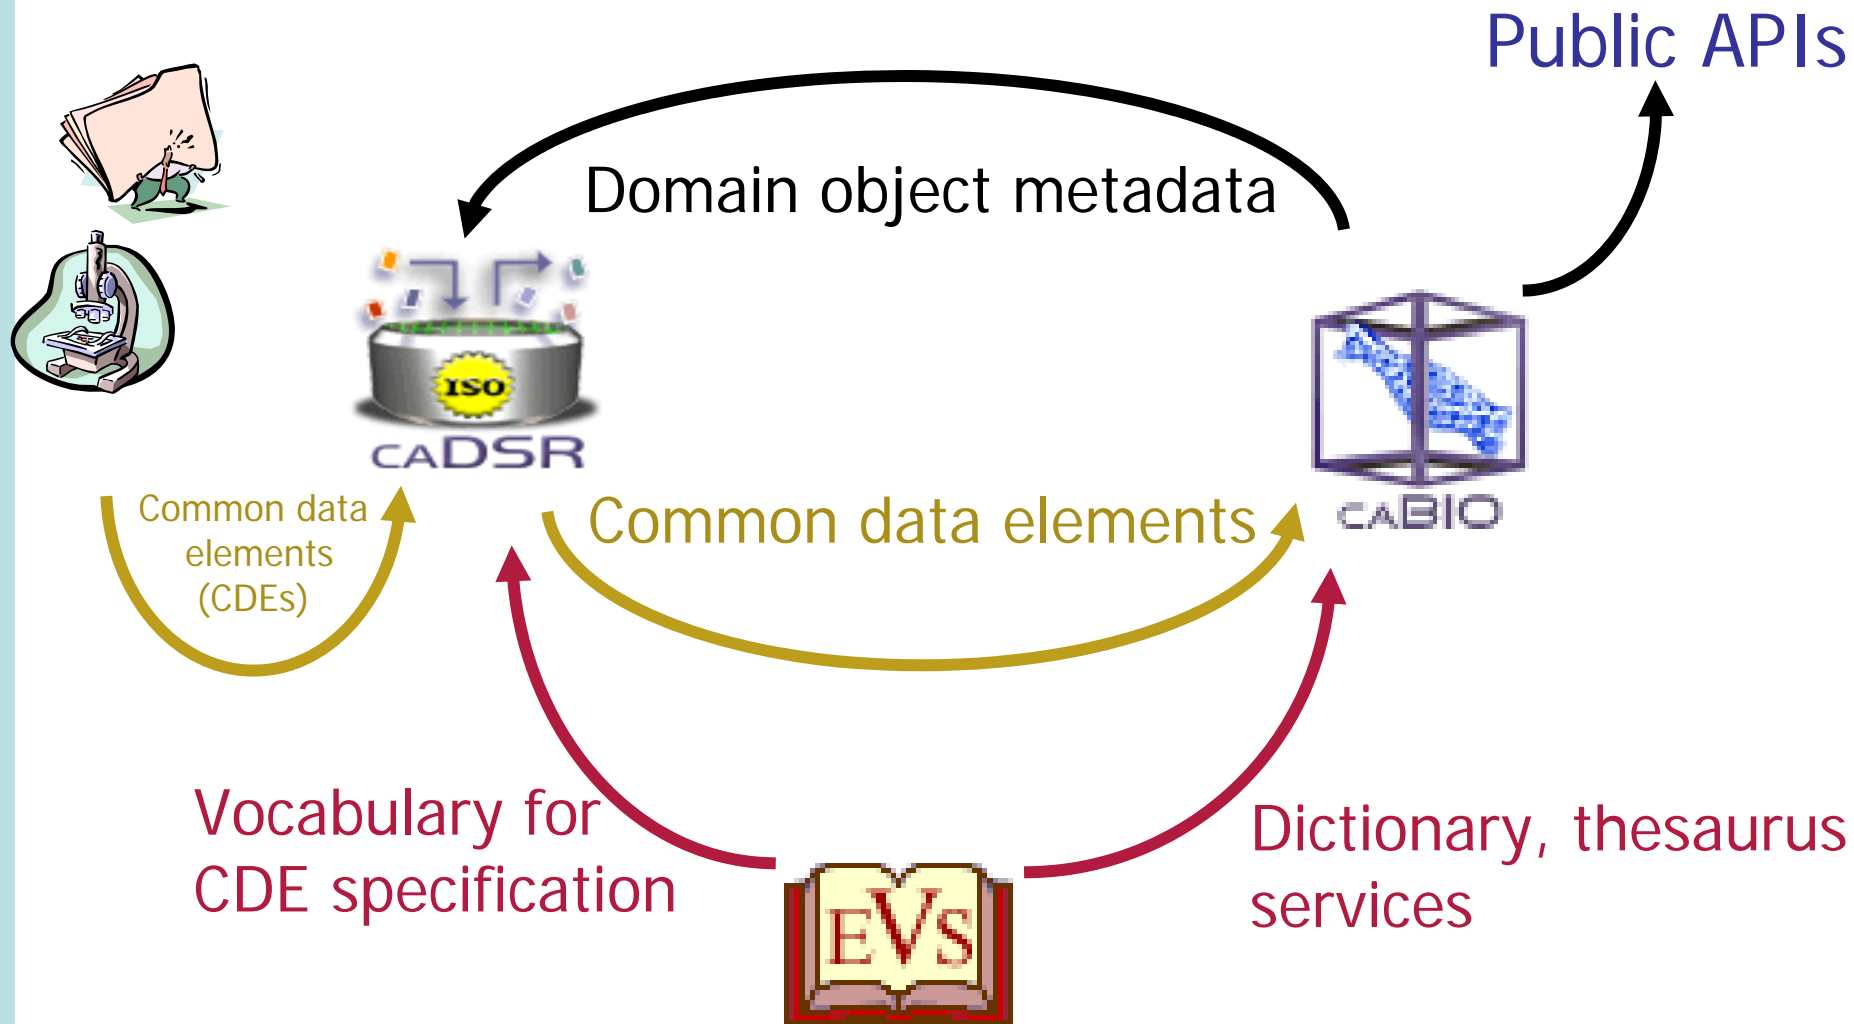 Public APIs
Domain object metadata
ISO
caDSR
Common data
elements
(CDEs)
Common data elements
caBIO
Vocabulary for
CDE specification
Dictionary, thesaurus
services
EVS